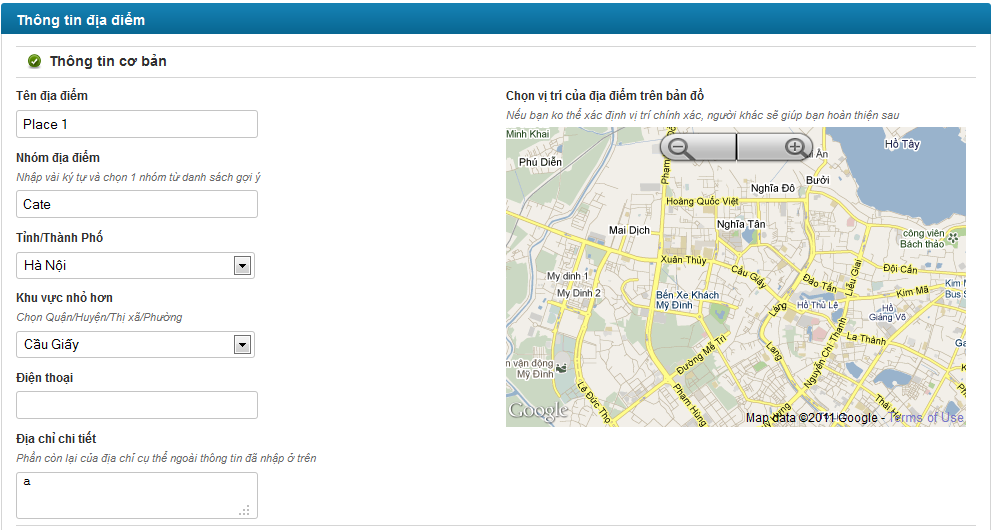 Thông tin địa điểm
Thông tin cơ bản
Tên địa điểm
Place 1
Nhóm địa điểm
Nhập vài ký tự và chọn 1 nhóm từ danh sách gợi ý
Cate
Tỉnh/Thành Phố
Hà Nội
Khu vực nhỏ hơn
Chọn Quận/Huyện/Thị xã/Phường
Cầu Giấy
Điện thoại
Địa chỉ chi tiết
Phần còn lại của địa chỉ cụ thể ngoài thông tin đã nhập ở trên
a
Chọn vị trí của địa điểm trên bản đồ
Nếu bạn ko thể xác định vị trí chính xác, người khác sẽ giúp bạn hoàn thiện sau
Minh Khai
Phú Diễn
Hồ Tây
Bưởi
Nghĩa Đô
Hoàng Quốc Việt
Nghĩa Tân
Mai Dịch
công viên
Bách thảo
Xuân Thủy
Cầu Giấy
Đội Cấn
My dinh 1
My Dinh 2
Đào Tấn
Liễu Giai
Kim Mã
Bến Xe Khách
Mỹ Đình
Láng
Hồ Thủ Lệ
Hồ
Giảng Võ
La Thành
Nguyễn Chí Thanh
Láng
Đường Mễ Trì
n vận động
Mỹ Đình
Lê Đức Thọ
Phạm Hùng
Google
Map data ©2011 Google - Terms of Use